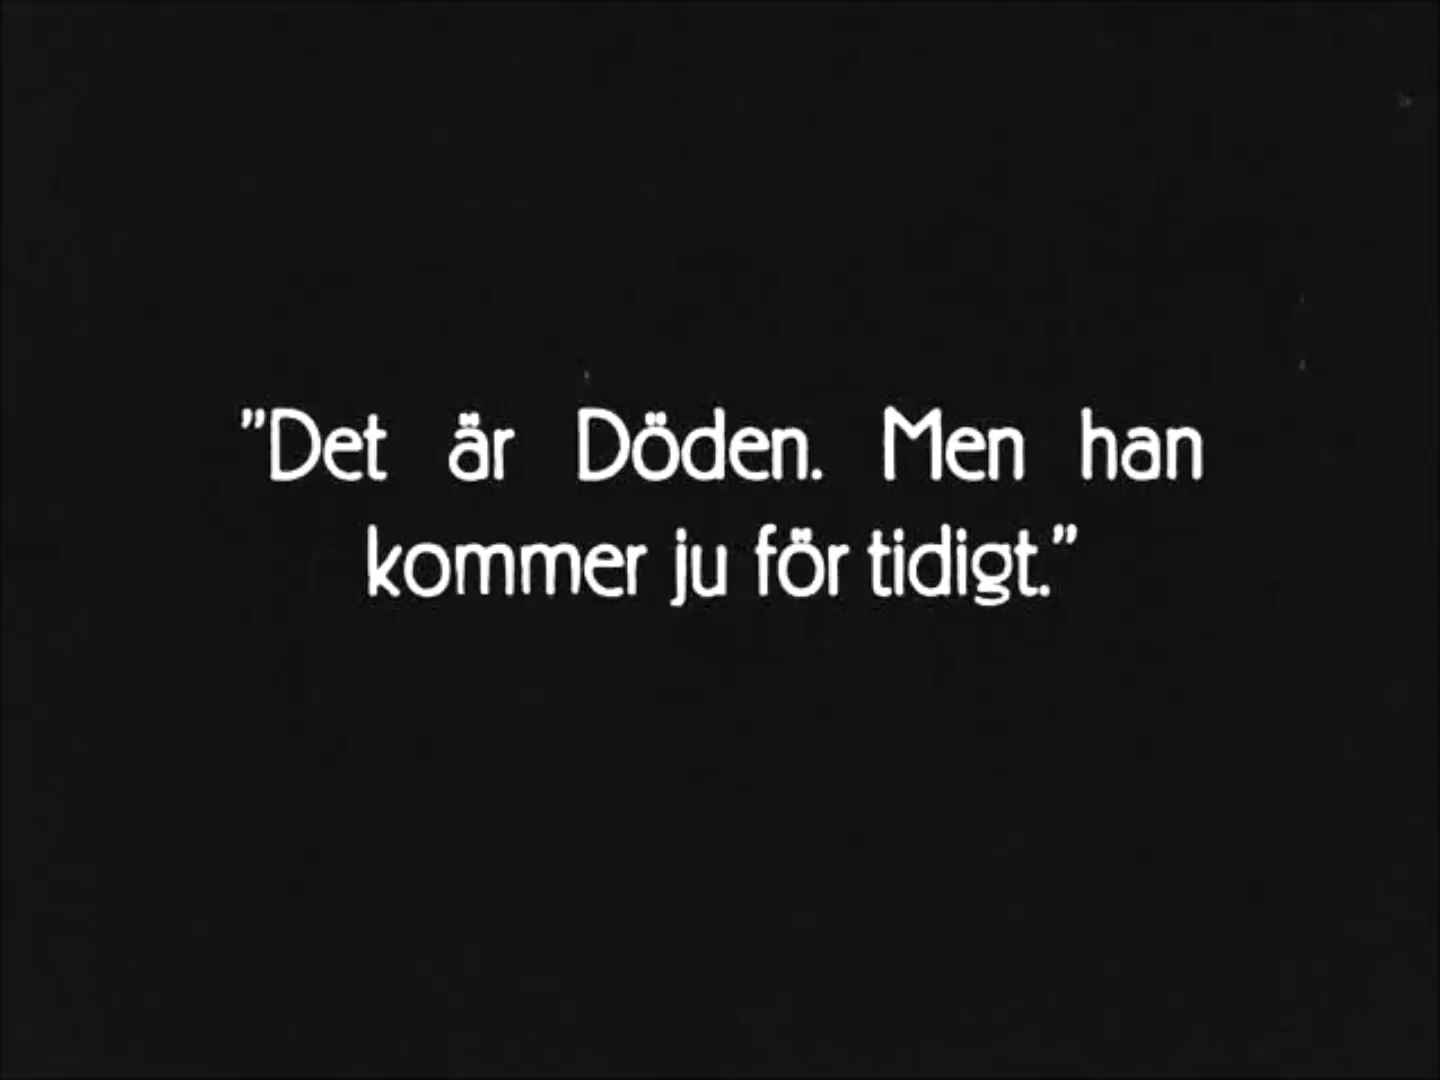 ”Det är Döden. Men han
kommer ju för tidigt.”